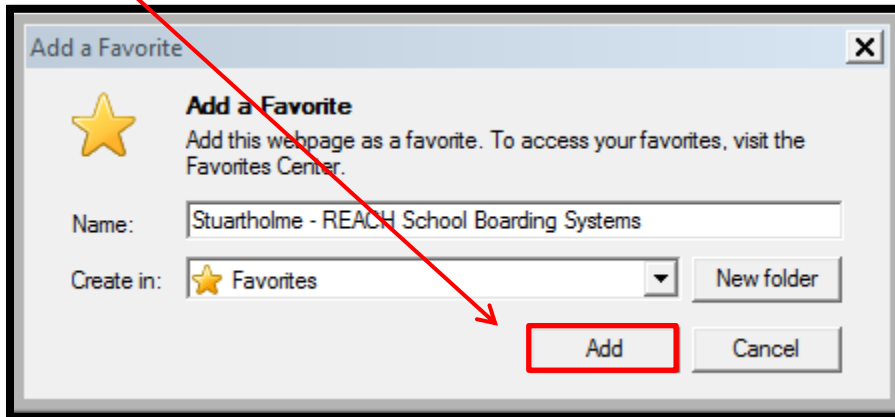 Add a Favorite
Add a Favorite
Add this webpage as a favorite. To access your favorites, visit the
Favorites Center.
Name: Stuartholme - REACH School Boarding Systems
Create in: Favorites New folder
Add Cancel